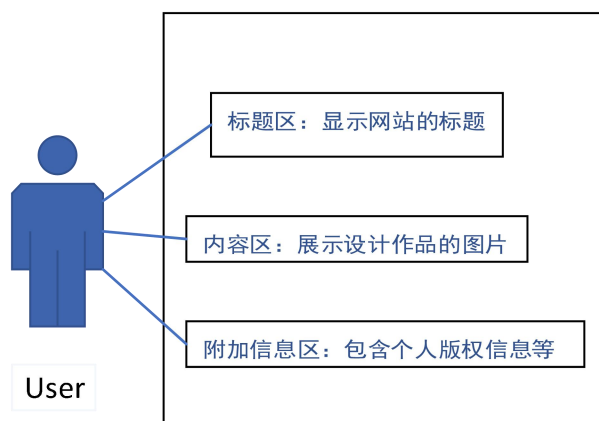 标题区：显示网站的标题
内容区：展示设计作品的图片
附加信息区：包含个人版权信息等
User